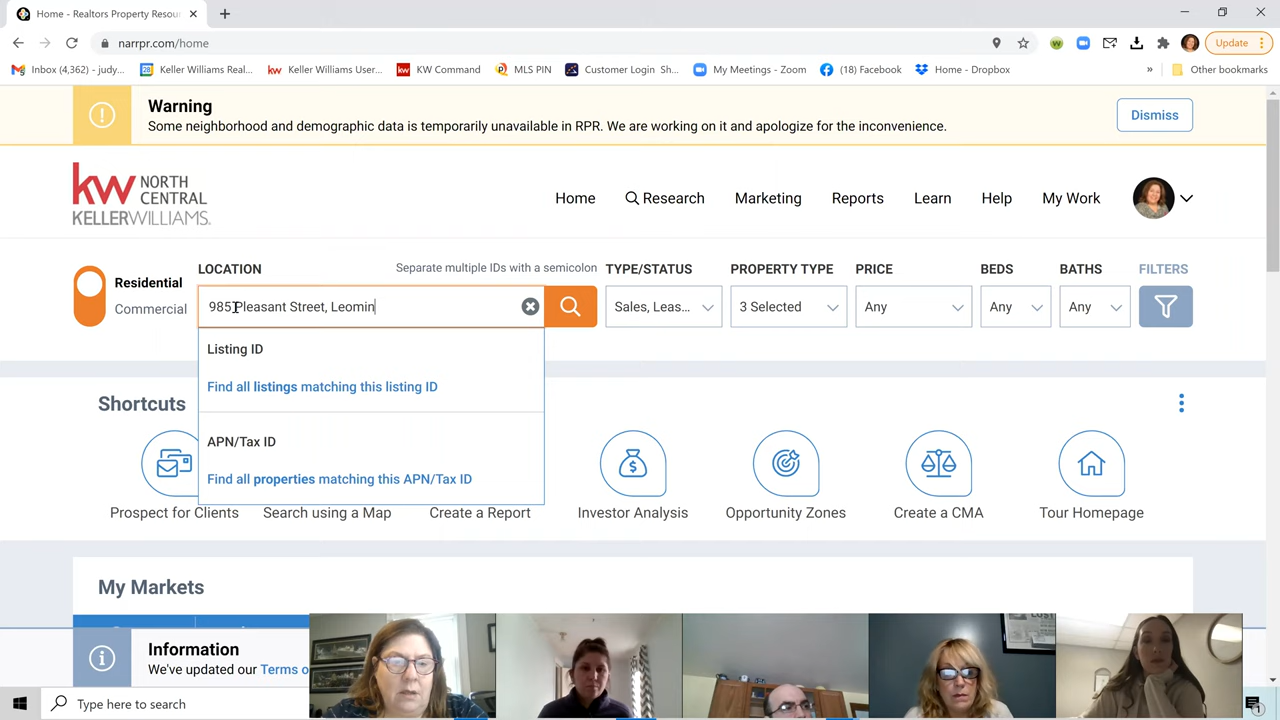 Home - Realtors Property Resour
narrpr.com/home
Update
Inbox (4,362) - judy...
28
Keller Williams Real...
kw
Keller Williams User...
kw
KW Command
MLS PIN
Customer Login Sh...
My Meetings - Zoom
(18) Facebook
Home - Dropbox
»
Other bookmarks
Warning
Some neighborhood and demographic data is temporarily unavailable in RPR. We are working on it and apologize for the inconvenience.
Dismiss
kw NORTH
CENTRAL
KELLERWILLIAMS.
Home
Research
Marketing
Reports
Learn
Help
My Work
Residential
Commercial
LOCATION
Separate multiple IDs with a semicolon
TYPE/STATUS
PROPERTY TYPE
PRICE
BEDS
BATHS
FILTERS
985 Pleasant Street, Leomin
Sales, Leas...
3 Selected
Any
Any
Any
Listing ID
Find all listings matching this listing ID
APN/Tax ID
Find all properties matching this APN/Tax ID
Shortcuts
Prospect for Clients
Search using a Map
Create a Report
Investor Analysis
Opportunity Zones
Create a CMA
Tour Homepage
My Markets
Information
We've updated our Terms o
Type here to search
1